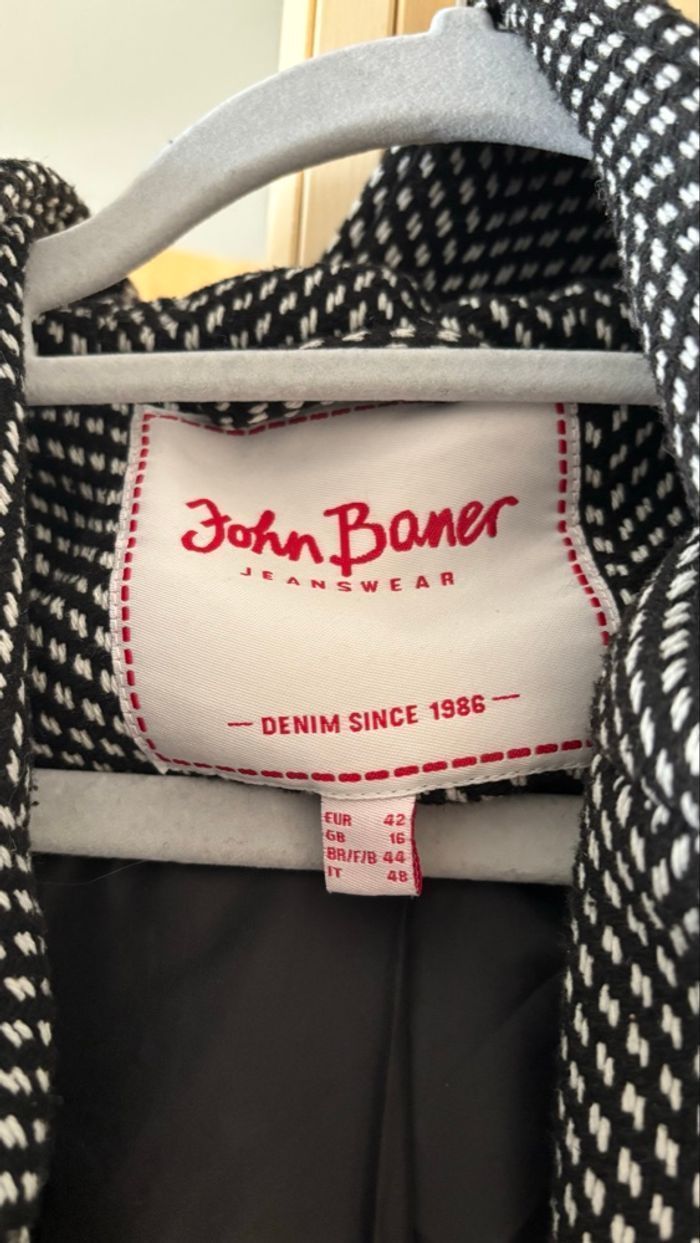 John Baner
JEANSWEAR
— DENIM SINCE 1986 —
EUR 42
GB 16
BR/F/B 44
IT 48